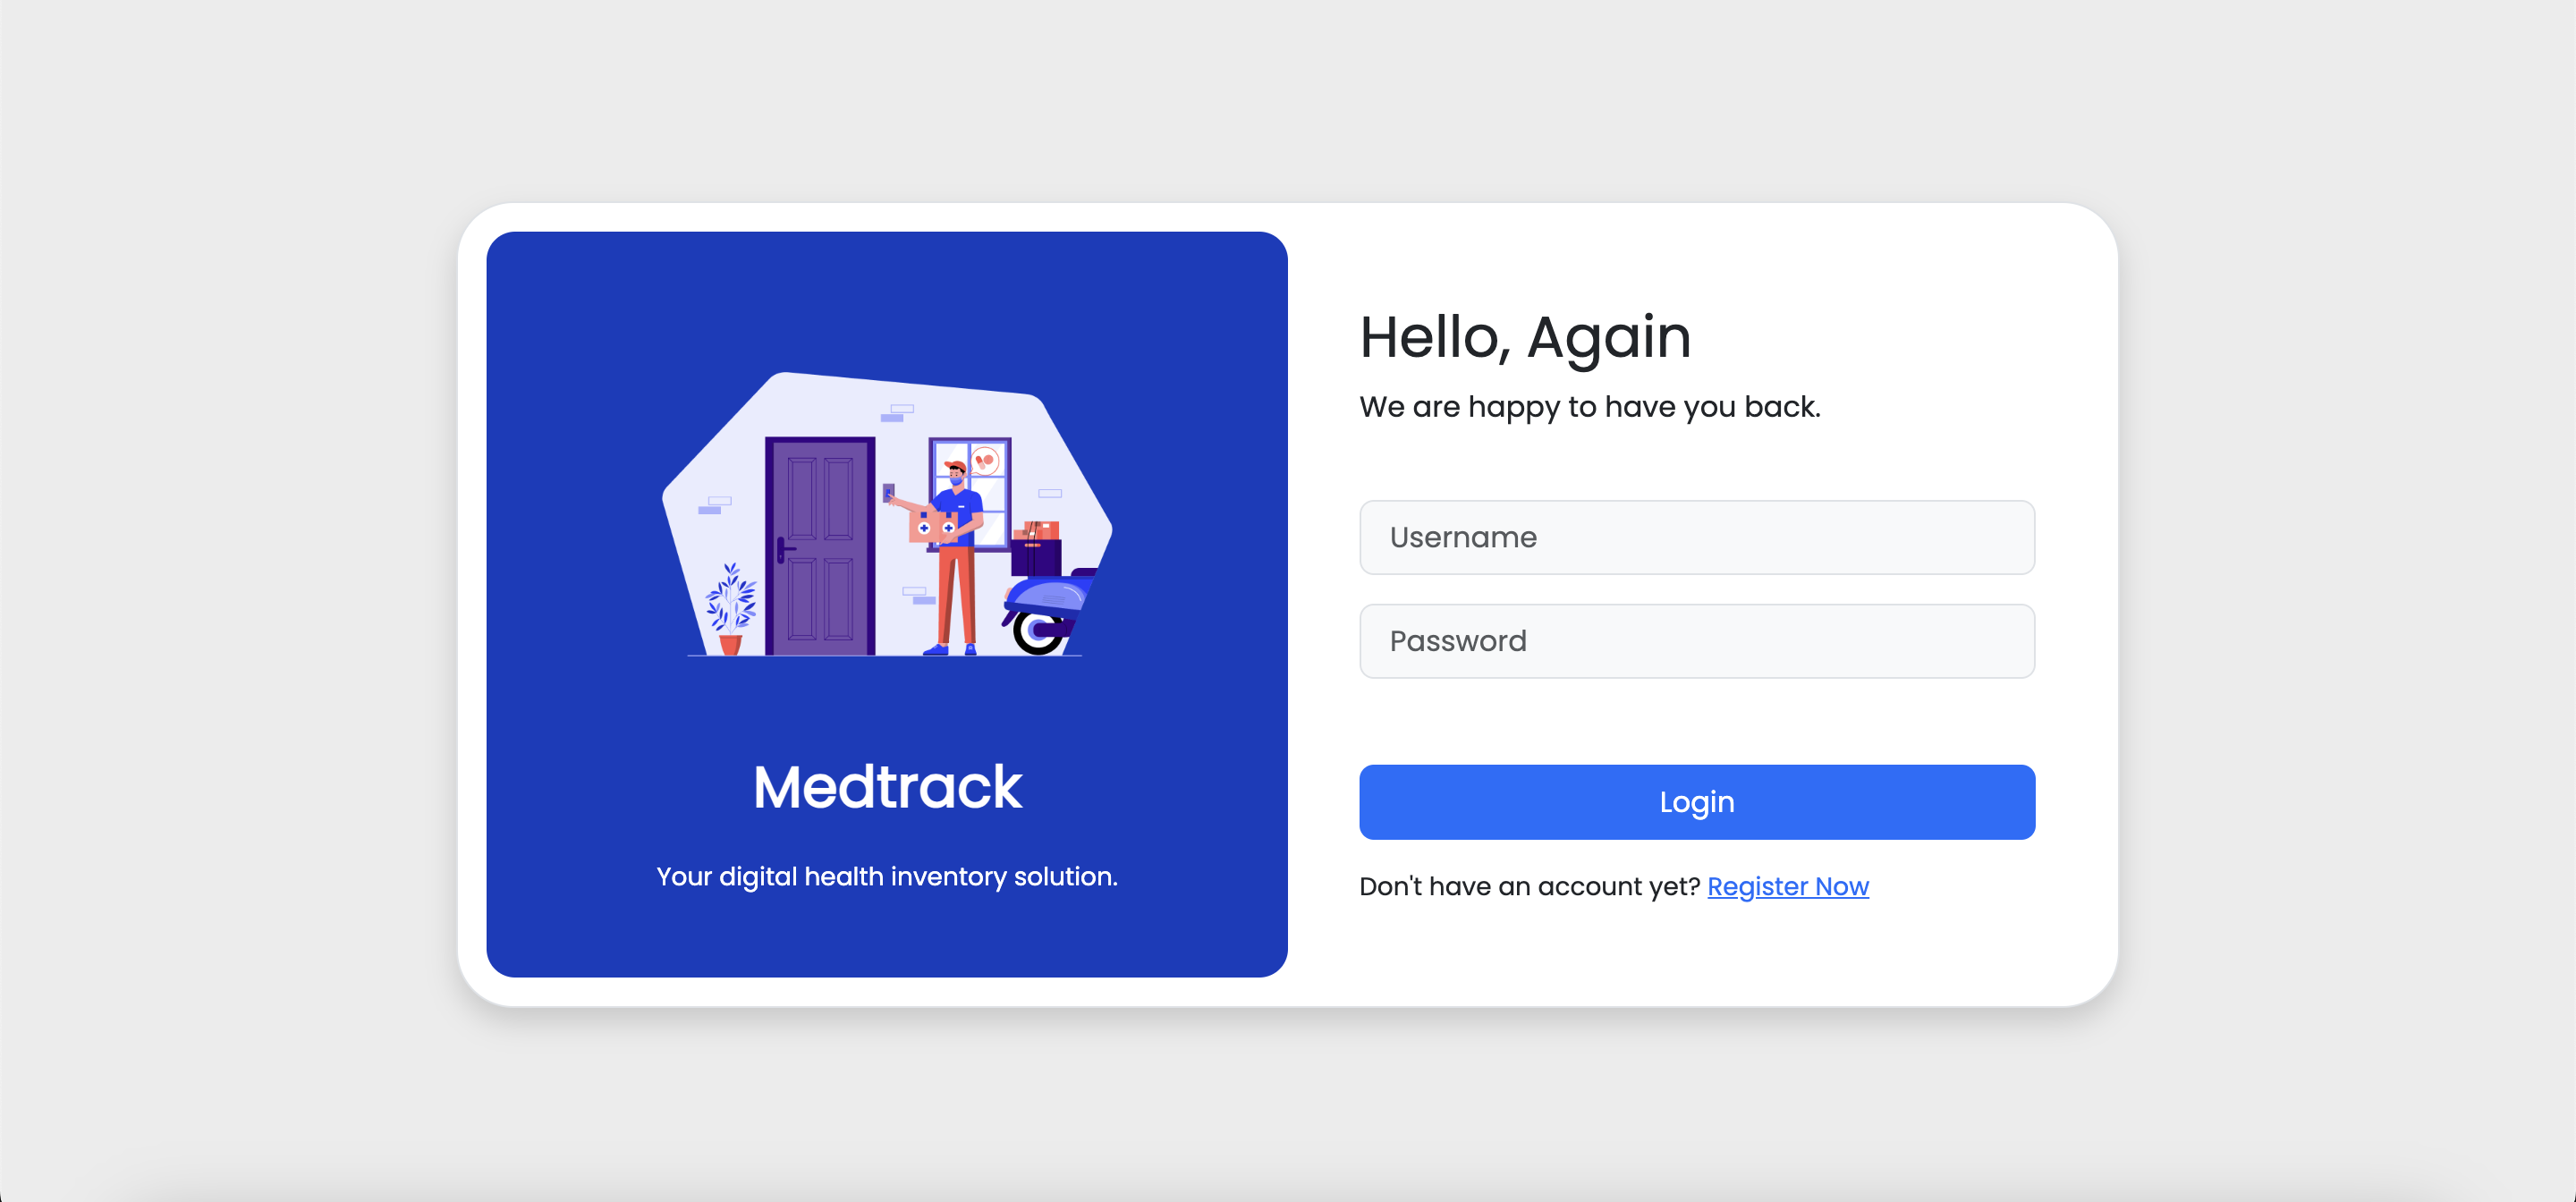 Medtrack
Your digital health inventory solution.
Hello, Again
We are happy to have you back.
Username
Password
Login
Don't have an account yet? Register Now